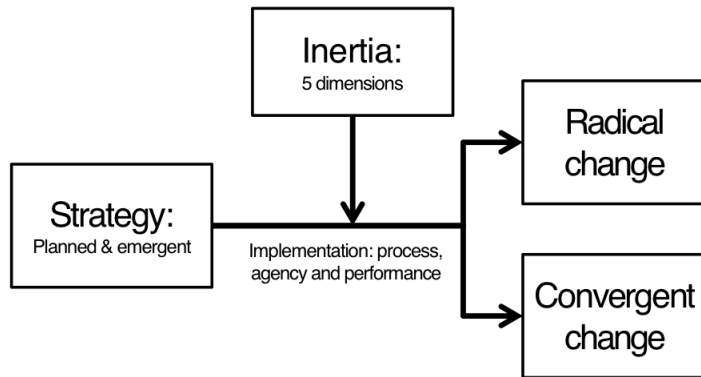 Inertia:
5 dimensions
Radical
change
Strategy:
Planned & emergent
Implementation: process,
agency and performance
Convergent
change